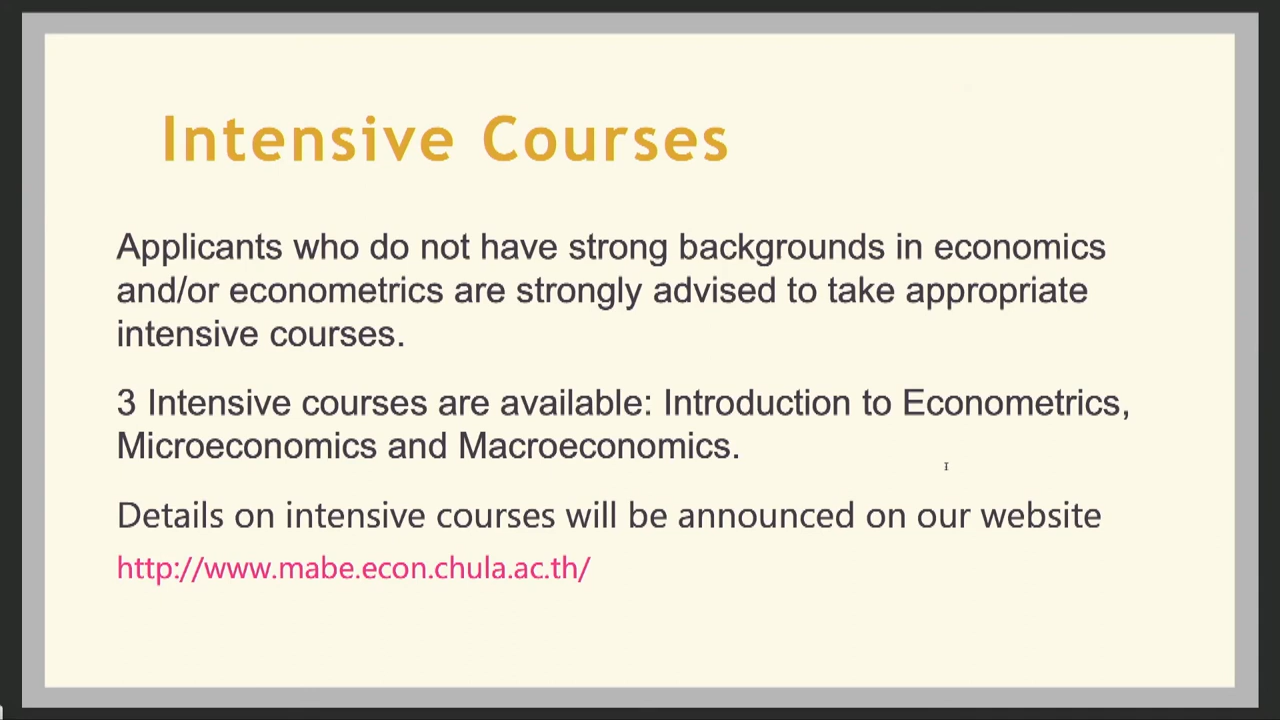 Intensive Courses
Applicants who do not have strong backgrounds in economics
and/or econometrics are strongly advised to take appropriate
intensive courses.
3 Intensive courses are available: Introduction to Econometrics,
Microeconomics and Macroeconomics.
Details on intensive courses will be announced on our website
http://www.mabe.econ.chula.ac.th/